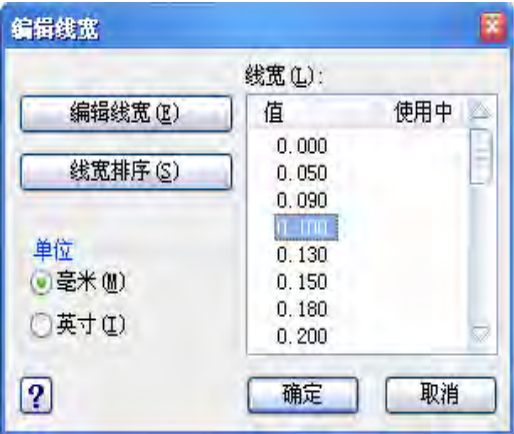 编辑线宽
线宽(L):
编辑线宽(E)
线宽排序(S)
值 使用中
0.000
0.050
0.090
0.100
0.130
0.150
0.180
0.200
单位
毫米(M)
英寸(I)
?
确定
取消